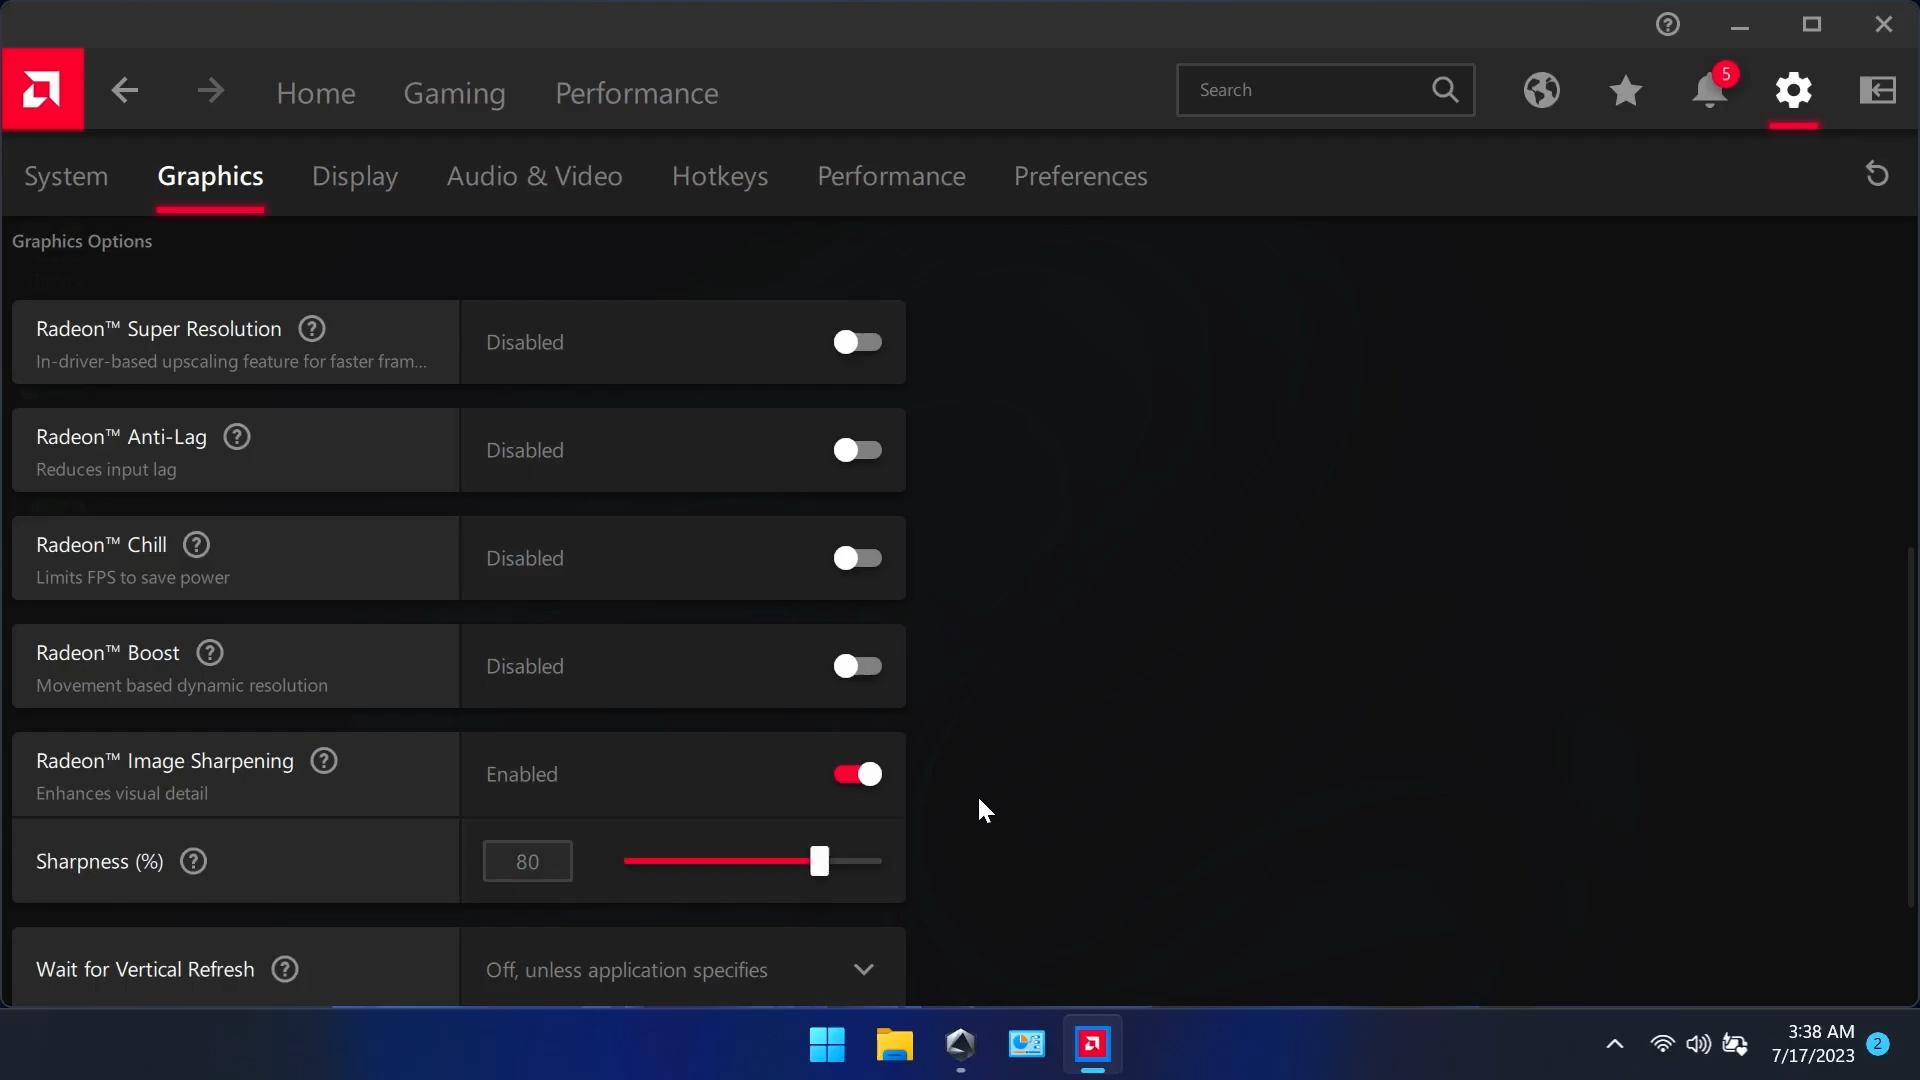 Home
Gaming
Performance
Search
5
System
Graphics
Display
Audio & Video
Hotkeys
Performance
Preferences
Graphics Options
Radeon™ Super Resolution
In-driver-based upscaling feature for faster fram...
Disabled
Radeon™ Anti-Lag
Reduces input lag
Disabled
Radeon™ Chill
Limits FPS to save power
Disabled
Radeon™ Boost
Movement based dynamic resolution
Disabled
Radeon™ Image Sharpening
Enhances visual detail
Enabled
Sharpness (%)
80
Wait for Vertical Refresh
Off, unless application specifies
3:38 AM
7/17/2023
2